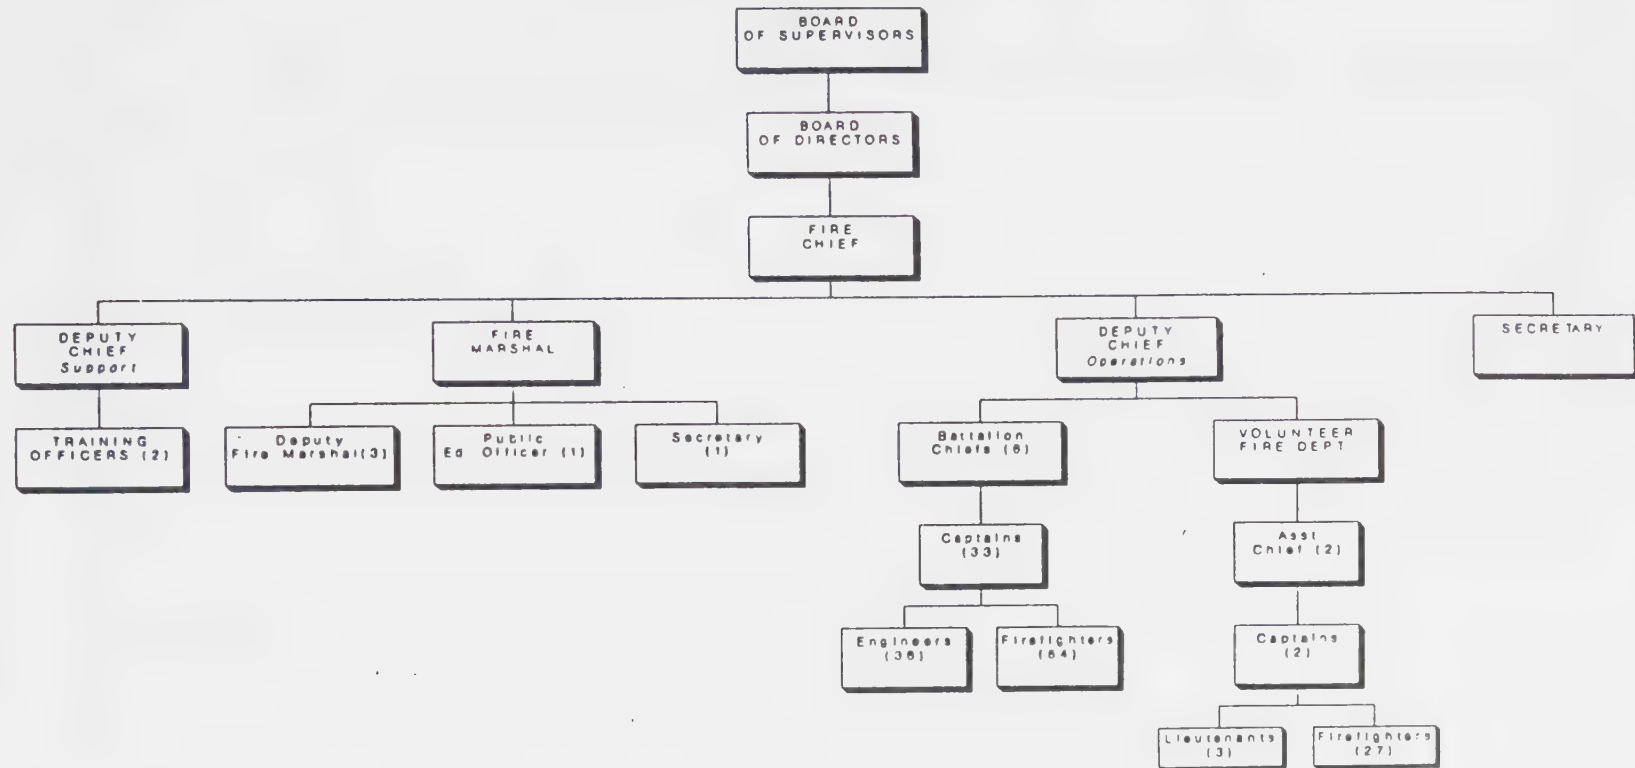 BOARD
OF SUPERVISORS
BOARD
OF DIRECTORS
FIRE
CHIEF
DEPUTY
CHIEF
Support
FIRE
MARSHAL
DEPUTY
CHIEF
Operations
SECRETARY
TRAINING
OFFICERS (2)
Deputy
Fire Marshal(3)
Public
Ed Officer (1)
Secretary
(1)
Battalion
Chiefs (6)
VOLUNTEER
FIRE DEPT
Captains
(33)
Asst
Chief (2)
Engineers
(36)
Firefighters
Captains
(2)
Lieutenants
(3)
Firefighters
(27)